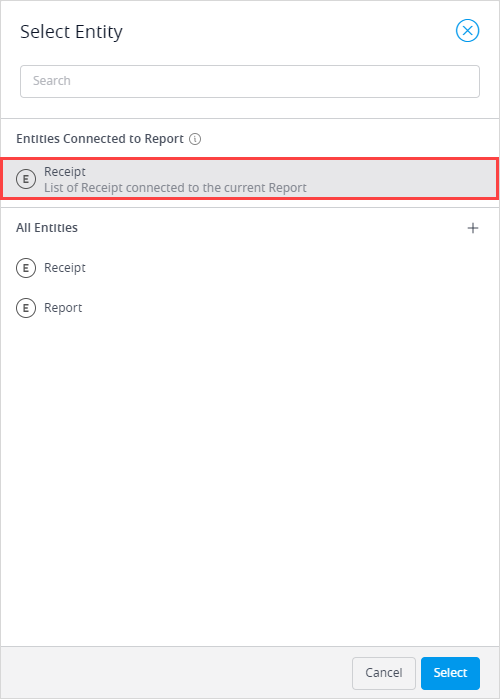 Select Entity
Search
Entities Connected to Report
E
Receipt
List of Receipt connected to the current Report
All Entities
E Receipt
E Report
Cancel Select